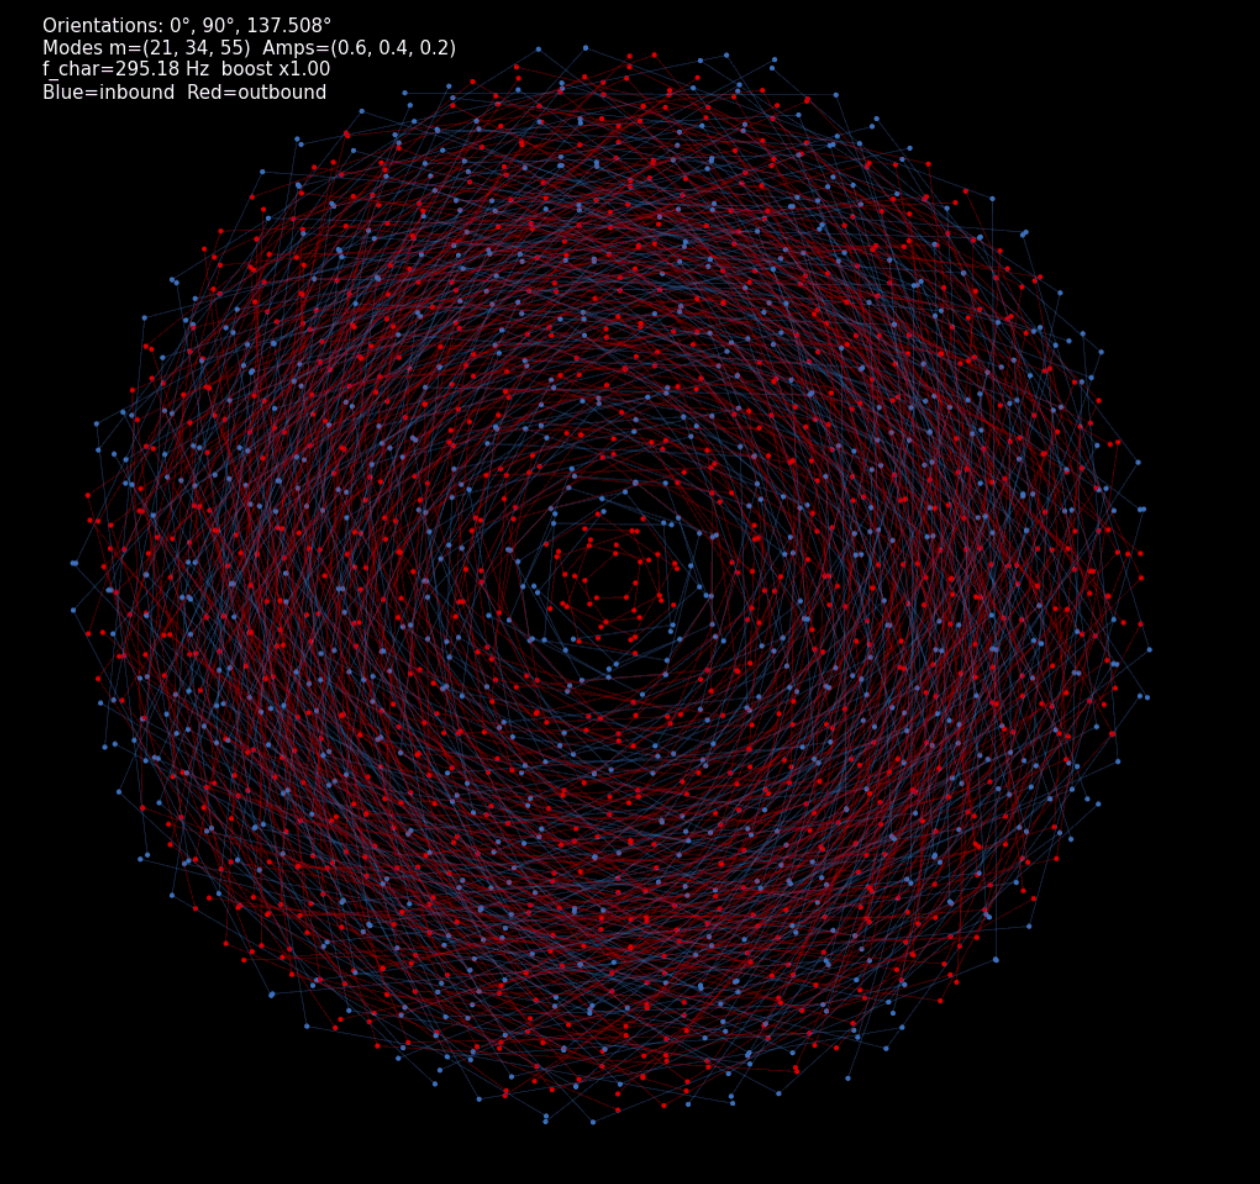 Orientations: 0°, 90°, 137.508°
Modes m=(21, 34, 55)  Amps=(0.6, 0.4, 0.2)
f_char=295.18 Hz  boost x1.00
Blue=inbound  Red=outbound